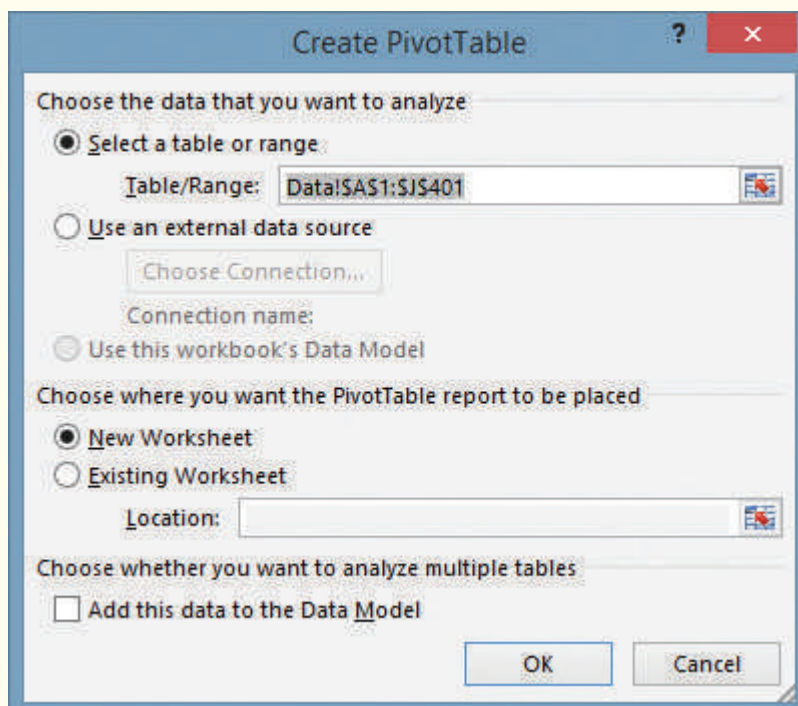 Create PivotTable
?
Choose the data that you want to analyze
Select a table or range
Table/Range: Data!$A$1:$J$401
Use an external data source
Choose Connection...
Connection name:
Use this workbook's Data Model
Choose where you want the PivotTable report to be placed
New Worksheet
Existing Worksheet
Location:
Choose whether you want to analyze multiple tables
Add this data to the Data Model
OK Cancel